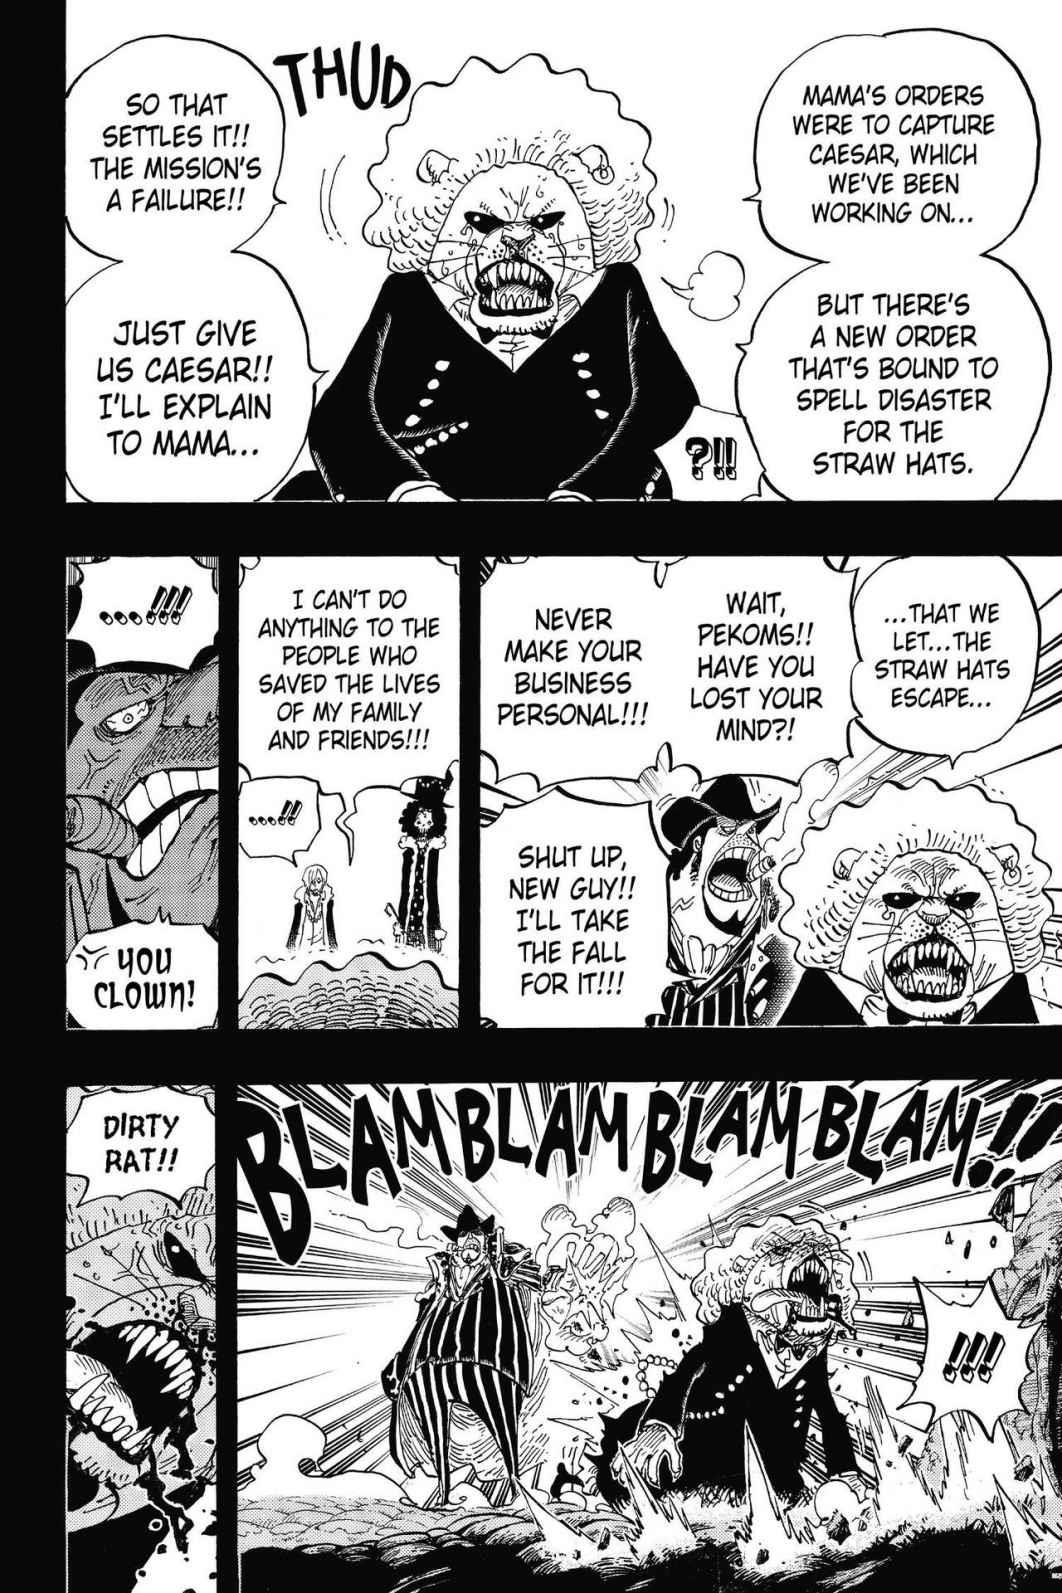 MAMA'S ORDERS
WERE TO CAPTURE
CAESAR, WHICH
WE'VE BEEN
WORKING ON...
BUT THERE'S
A NEW ORDER
THAT'S BOUND TO
SPELL DISASTER
FOR THE
STRAW HATS.
?!!
THUD
SO THAT
SETTLES IT!!
THE MISSION'S
A FAILURE!!
JUST GIVE
US CAESAR!!
I'LL EXPLAIN
TO MAMA...
...THAT WE
LET...THE
STRAW HATS
ESCAPE...
WAIT,
PEKOMS!!
HAVE YOU
LOST YOUR
MIND?!
NEVER
MAKE YOUR
BUSINESS
PERSONAL!!!
SHUT UP,
NEW GUY!!
I'LL TAKE
THE FALL
FOR IT!!!
I CAN'T DO
ANYTHING TO THE
PEOPLE WHO
SAVED THE LIVES
OF MY FAMILY
AND FRIENDS!!!
....!!
....!!!
YOU
CLOWN!
BLAM BLAM BLAM BLAM!!
!!!
DIRTY
RAT!!